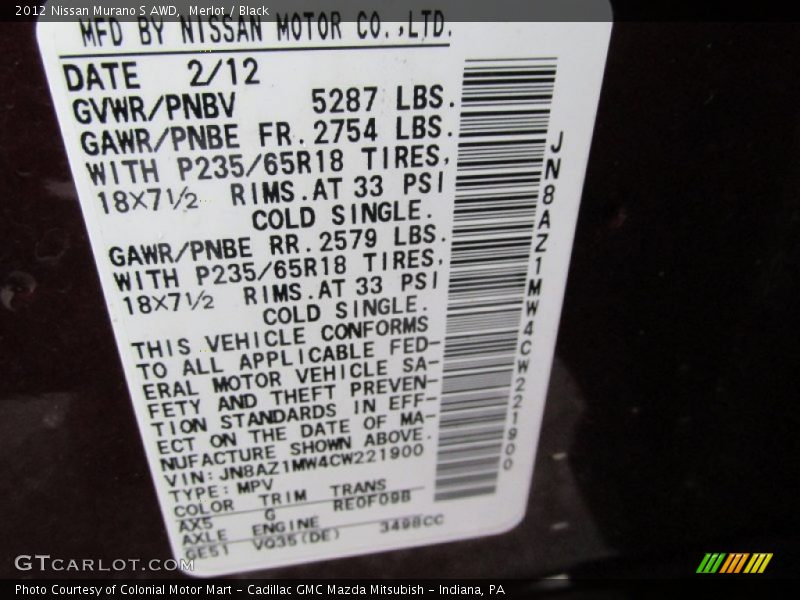 2012 Nissan Murano S AWD, Merlot / Black
MFD BY NISSAN MOTOR CO.,LTD.
DATE 2/12
GVWR/PNBV 5287 LBS.
GAWR/PNBE FR.2754 LBS.
WITH P235/65R18 TIRES,
18X7½ RIMS.AT 33 PSI
COLD SINGLE.
GAWR/PNBE RR.2579 LBS.
WITH P235/65R18 TIRES,
18X7½ RIMS.AT 33 PSI
COLD SINGLE.
THIS VEHICLE CONFORMS
TO ALL APPLICABLE FED-
ERAL MOTOR VEHICLE SA-
FETY AND THEFT PREVEN-
TION STANDARDS IN EFF-
ECT ON THE DATE OF MA-
NUFACTURE SHOWN ABOVE.
VIN:JN8AZ1MW4CW221900
TYPE:MPV
COLOR TRIM TRANS
AX5 G RE0F09B
AXLE ENGINE
GE51 VQ35(DE) 3498CC
JN8AZ1MW4CW221900
GTCARLOT.COM
Photo Courtesy of Colonial Motor Mart - Cadillac GMC Mazda Mitsubish - Indiana, PA